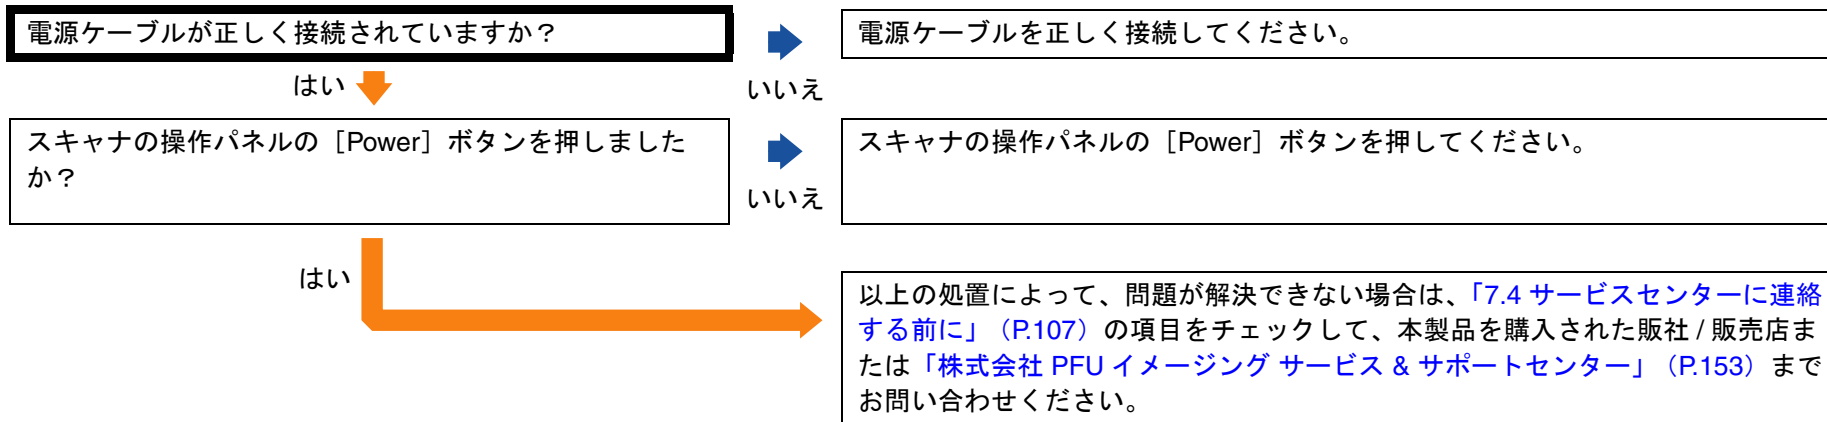 電源ケーブルが正しく接続されていますか？
電源ケーブルを正しく接続してください。
はい
いいえ
スキャナの操作パネルの［Power］ボタンを押しました
か？
スキャナの操作パネルの［Power］ボタンを押してください。
いいえ
はい
以上の処置によって、問題が解決できない場合は、「7.4 サービスセンターに連絡
する前に」（P.107）の項目をチェックして、本製品を購入された販社 / 販売店ま
たは「株式会社 PFU イメージング サービス & サポートセンター」（P.153）まで
お問い合わせください。